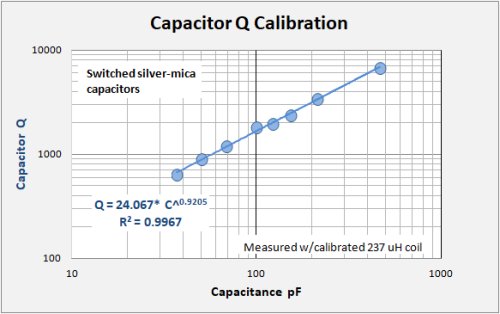 Capacitor Q Calibration
10000
Switched silver-mica
capacitors
Capacitor Q
1000
Q = 24.067* C^0.9205
R² = 0.9967
Measured w/calibrated 237 uH coil
100
10
100
1000
Capacitance pF